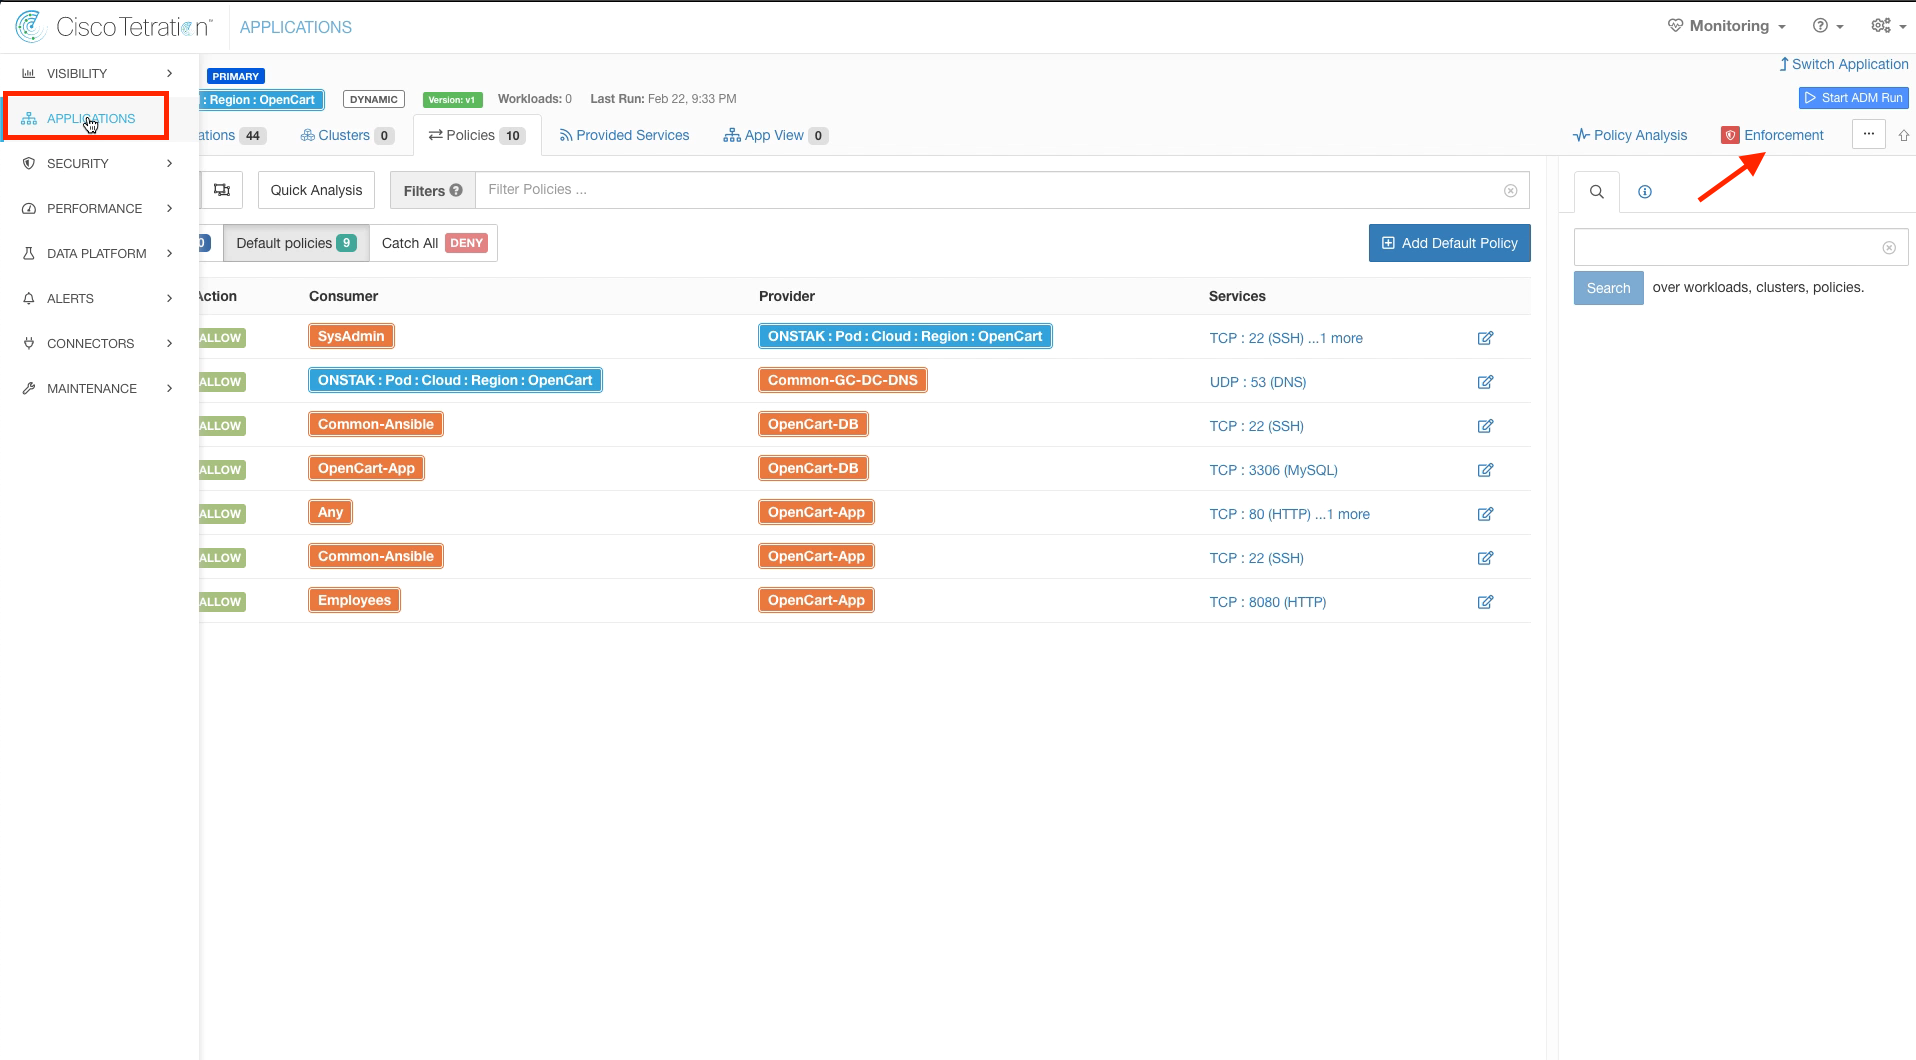 Cisco Tetration™ APPLICATIONS Monitoring
VISIBILITY
APPLICATIONS
SECURITY
PERFORMANCE
DATA PLATFORM
ALERTS
CONNECTORS
MAINTENANCE
PRIMARY
Switch Application
: Region : OpenCart DYNAMIC Version: v1 Workloads: 0 Last Run: Feb 22, 9:33 PM
Start ADM Run
ations 44 Clusters 0 Policies 10 Provided Services App View 0 Policy Analysis Enforcement ...
Quick Analysis Filters Filter Policies ...
Default policies 9 Catch All DENY Add Default Policy
Action Consumer Provider Services
ALLOW SysAdmin ONSTAK : Pod : Cloud : Region : OpenCart TCP : 22 (SSH) ...1 more
ALLOW ONSTAK : Pod : Cloud : Region : OpenCart Common-GC-DC-DNS UDP : 53 (DNS)
ALLOW Common-Ansible OpenCart-DB TCP : 22 (SSH)
ALLOW OpenCart-App OpenCart-DB TCP : 3306 (MySQL)
ALLOW Any OpenCart-App TCP : 80 (HTTP) ...1 more
ALLOW Common-Ansible OpenCart-App TCP : 22 (SSH)
ALLOW Employees OpenCart-App TCP : 8080 (HTTP)
Search over workloads, clusters, policies.